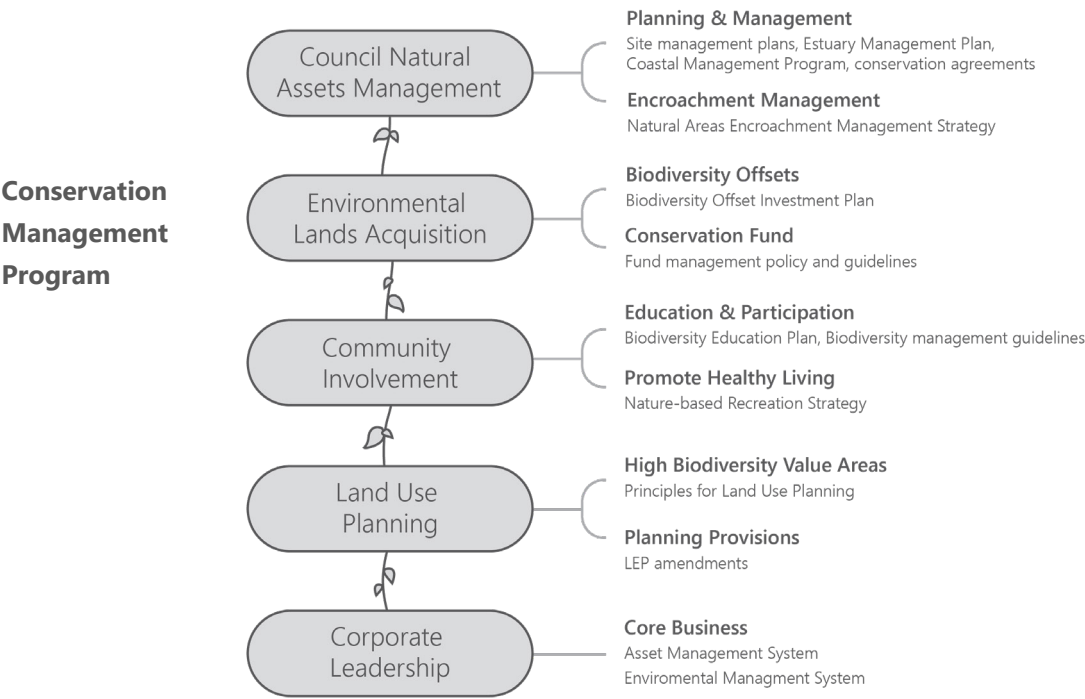 Conservation
Management
Program
Council Natural
Assets Management
Planning & Management
Site management plans, Estuary Management Plan,
Coastal Management Program, conservation agreements
Encroachment Management
Natural Areas Encroachment Management Strategy
Environmental
Lands Acquisition
Biodiversity Offsets
Biodiversity Offset Investment Plan
Conservation Fund
Fund management policy and guidelines
Community
Involvement
Education & Participation
Biodiversity Education Plan, Biodiversity management guidelines
Promote Healthy Living
Nature-based Recreation Strategy
Land Use
Planning
High Biodiversity Value Areas
Principles for Land Use Planning
Planning Provisions
LEP amendments
Corporate
Leadership
Core Business
Asset Management System
Enviromental Managment System